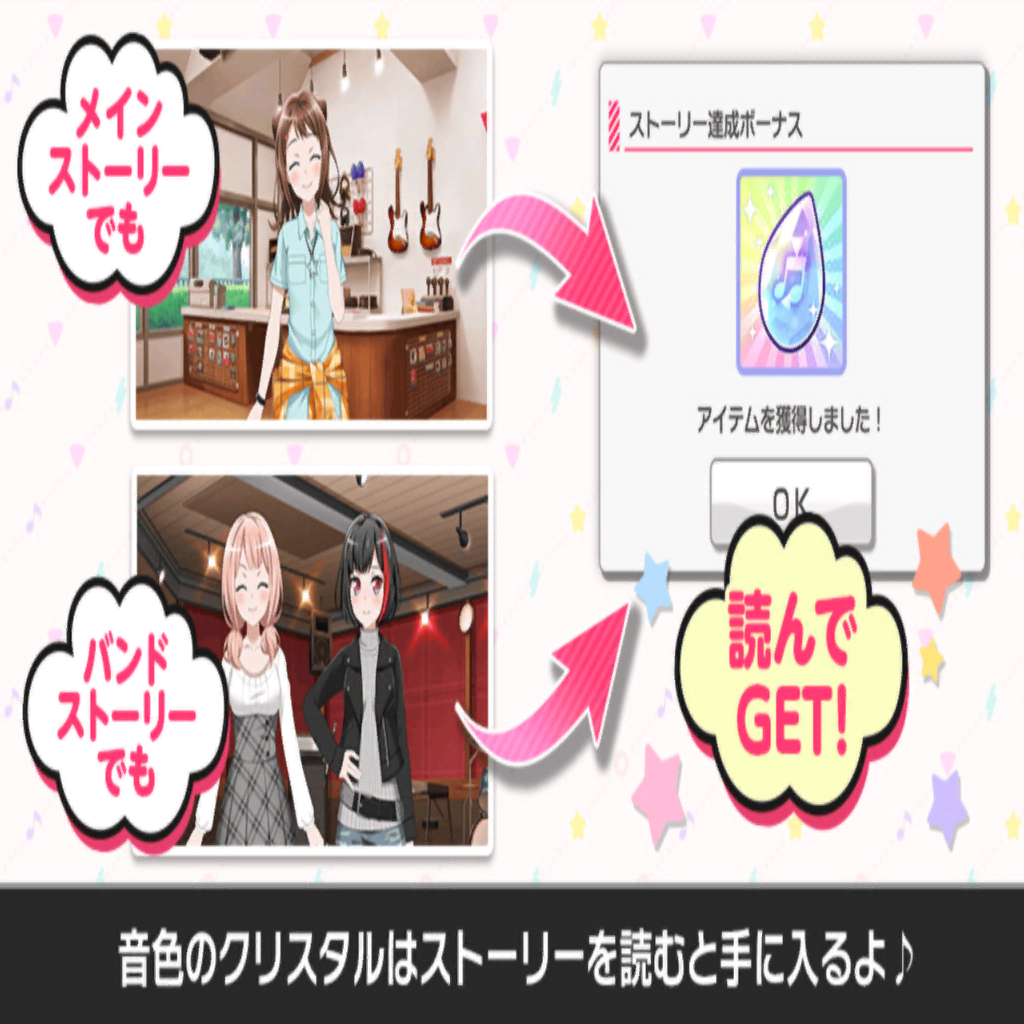 メイン
ストーリー
でも
ストーリー達成ボーナス
アイテムを獲得しました！
OK
バンド
ストーリー
でも
読んで
GET!
音色のクリスタルはストーリーを読むと手に入るよ♪